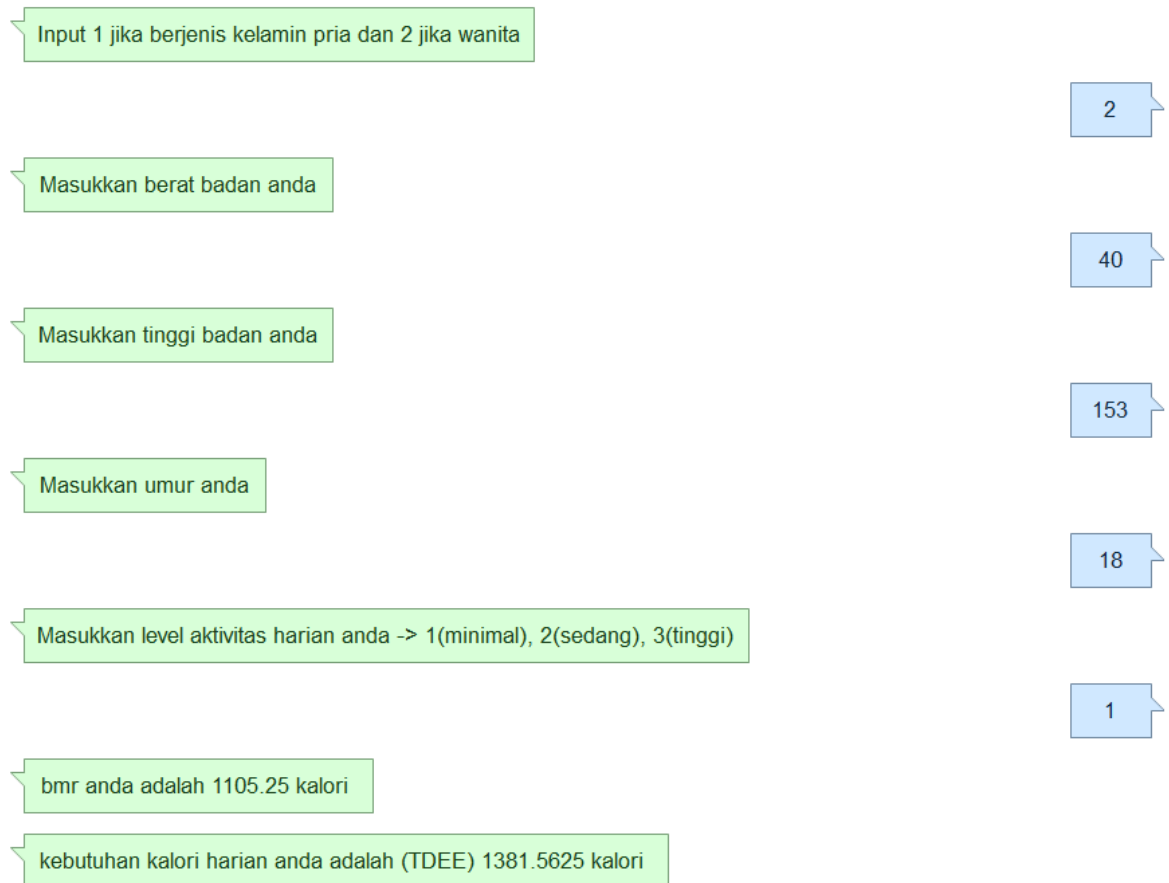 Input 1 jika berjenis kelamin pria dan 2 jika wanita
2
Masukkan berat badan anda
40
Masukkan tinggi badan anda
153
Masukkan umur anda
18
Masukkan level aktivitas harian anda -> 1(minimal), 2(sedang), 3(tinggi)
1
bmr anda adalah 1105.25 kalori
kebutuhan kalori harian anda adalah (TDEE) 1381.5625 kalori